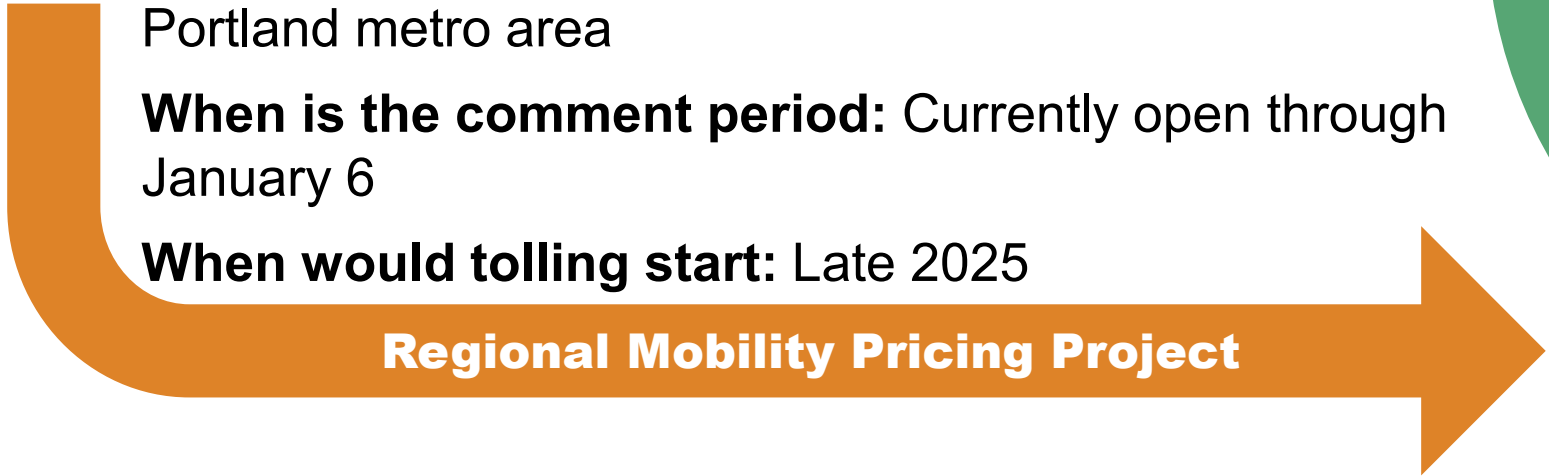 Portland metro area
When is the comment period: Currently open through
January 6
When would tolling start: Late 2025
Regional Mobility Pricing Project